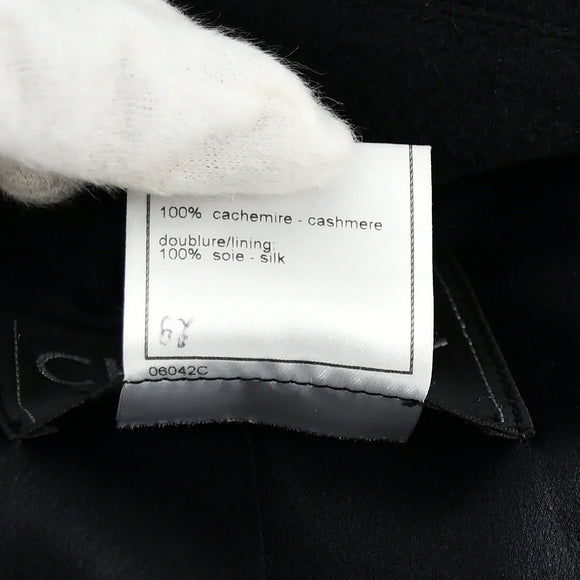 100% cachemire - cashmere
doublure/lining:
100% soie - silk
06042C